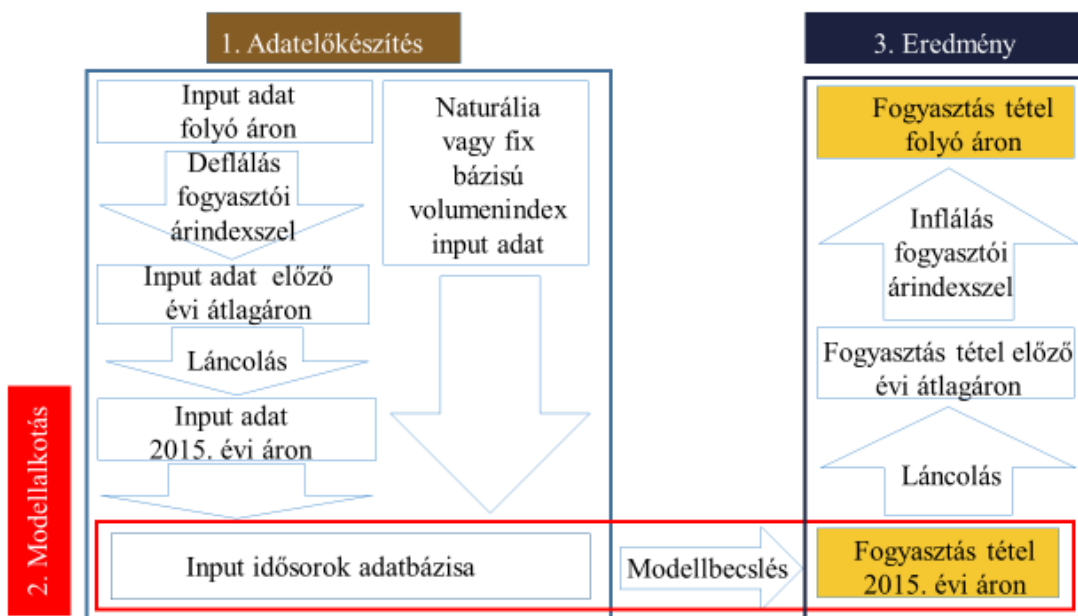 1. Adatelőkészítés
Input adat
folyó áron
Deflálás
fogyasztói
árindexszel
Input adat előző
évi átlagáron
Láncolás
Input adat
2015. évi áron
Naturália
vagy fix
bázisú
volumenindex
input adat
2. Modellalkotás
Input idősorok adatbázisa
Modellbecslés
3. Eredmény
Fogyasztás tétel
folyó áron
Inflálás
fogyasztói
árindexszel
Fogyasztás tétel előző
évi átlagáron
Láncolás
Fogyasztás tétel
2015. évi áron